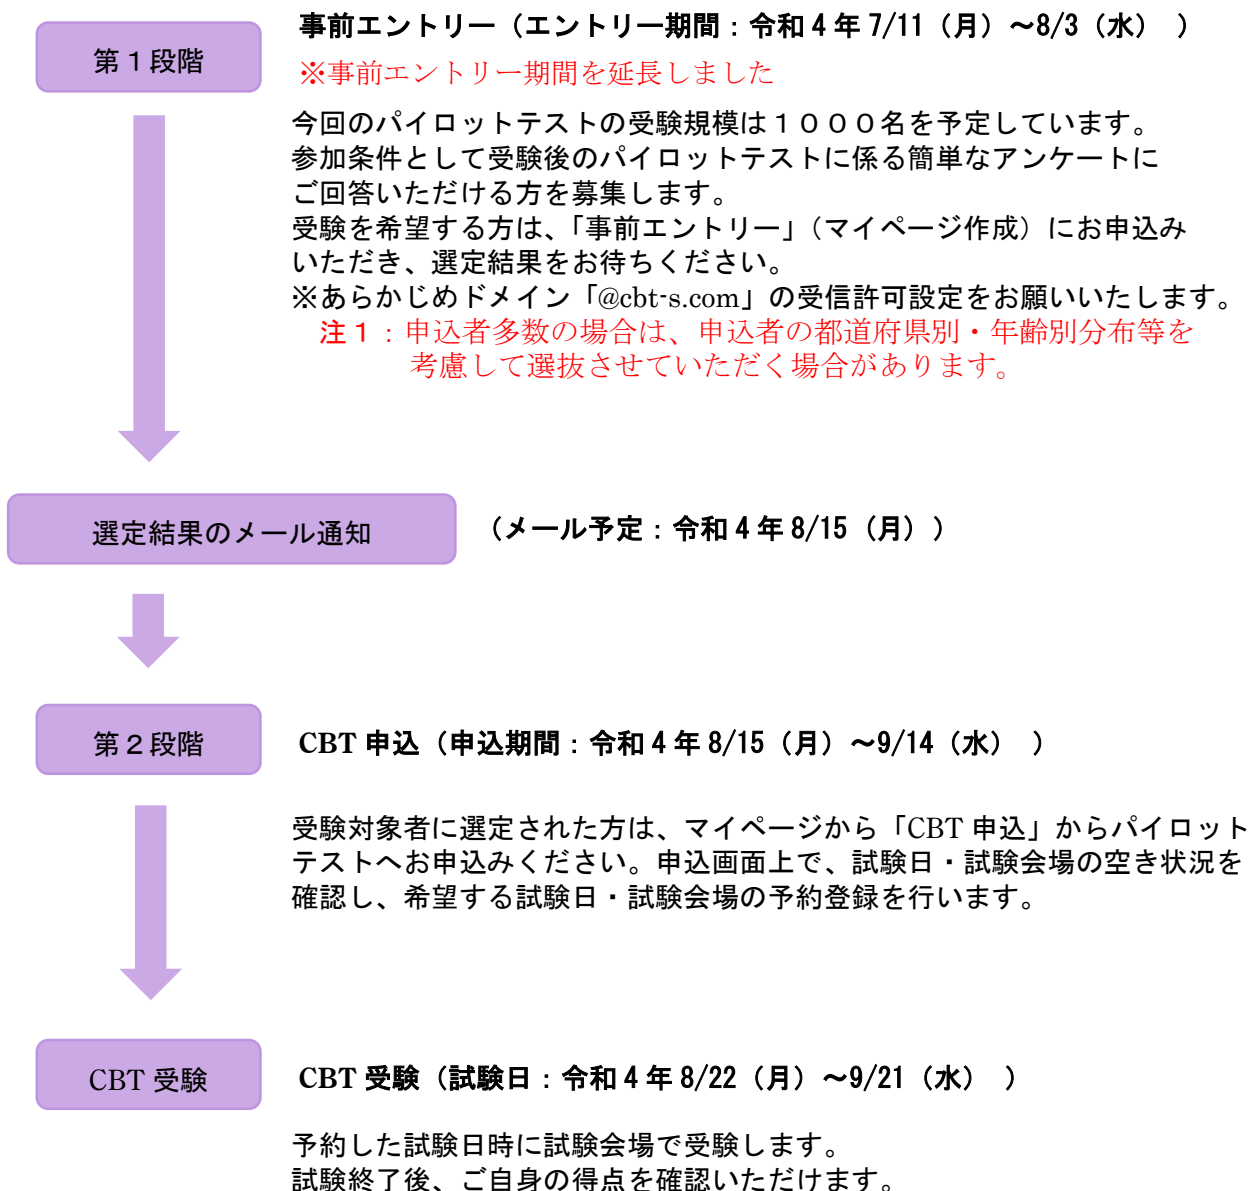 第１段階
事前エントリー（エントリー期間：令和４年 7/11（月）～8/3（水） ）
※事前エントリー期間を延長しました
今回のパイロットテストの受験規模は１０００名を予定しています。
参加条件として受験後のパイロットテストに係る簡単なアンケートに
ご回答いただける方を募集します。
受験を希望する方は、「事前エントリー」（マイページ作成）にお申込み
いただき、選定結果をお待ちください。
※あらかじめドメイン「@cbt-s.com」の受信許可設定をお願いいたします。
注１：申込者多数の場合は、申込者の都道府県別・年齢別分布等を
考慮して選抜させていただく場合があります。
選定結果のメール通知
（メール予定：令和４年 8/15（月））
第２段階
CBT 申込（申込期間：令和４年 8/15（月）～9/14（水） ）
受験対象者に選定された方は、マイページから「CBT 申込」からパイロット
テストへお申込みください。申込画面上で、試験日・試験会場の空き状況を
確認し、希望する試験日・試験会場の予約登録を行います。
CBT 受験
CBT 受験（試験日：令和４年 8/22（月）～9/21（水） ）
予約した試験日時に試験会場で受験します。
試験終了後、ご自身の得点を確認いただけます。